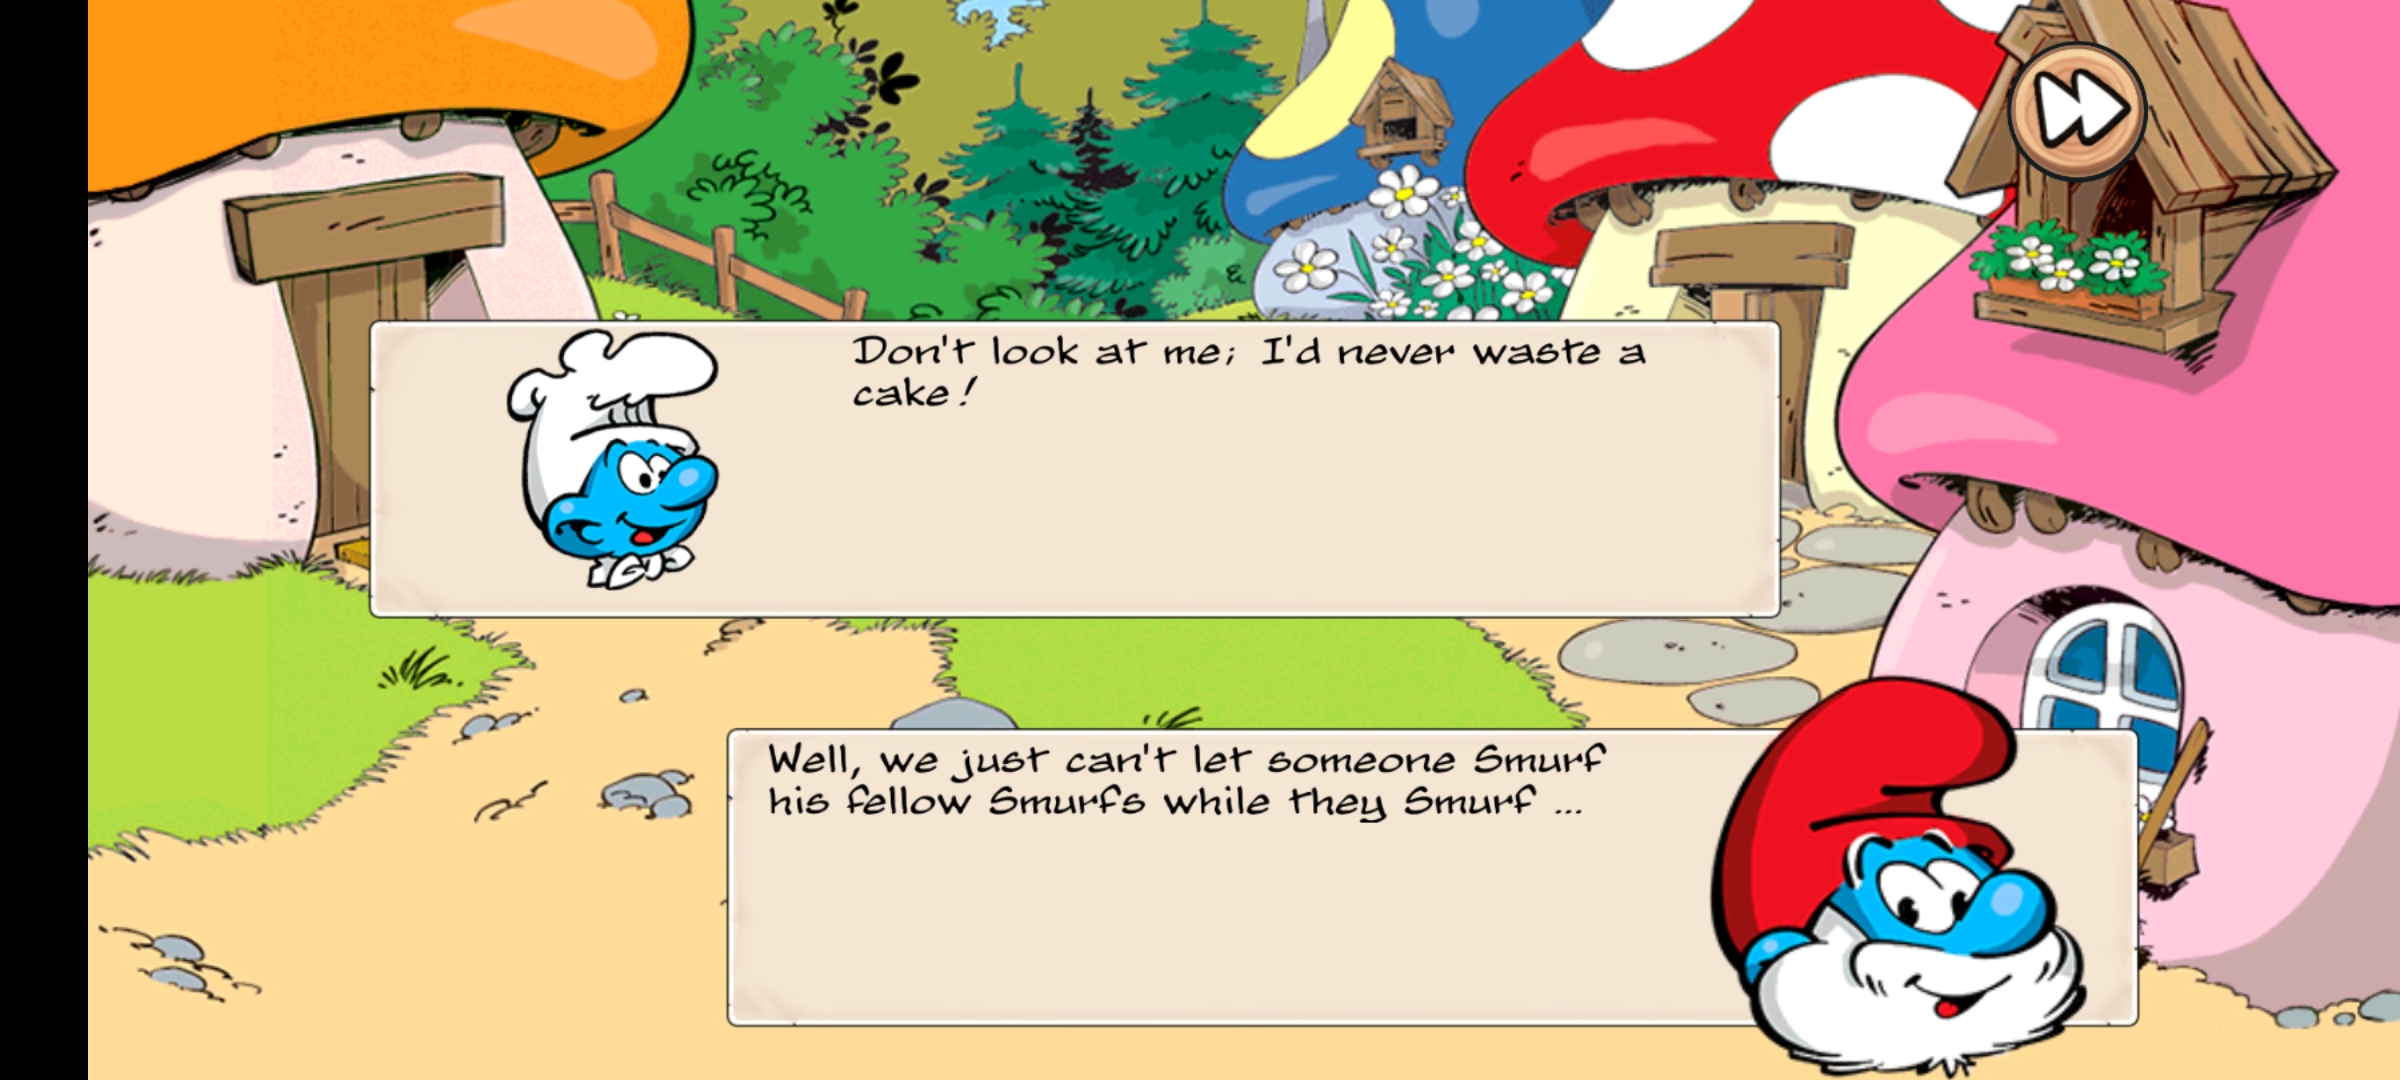 Don't look at me; I'd never waste a
cake!
Well, we just can't let someone Smurf
his fellow Smurfs while they Smurf ...